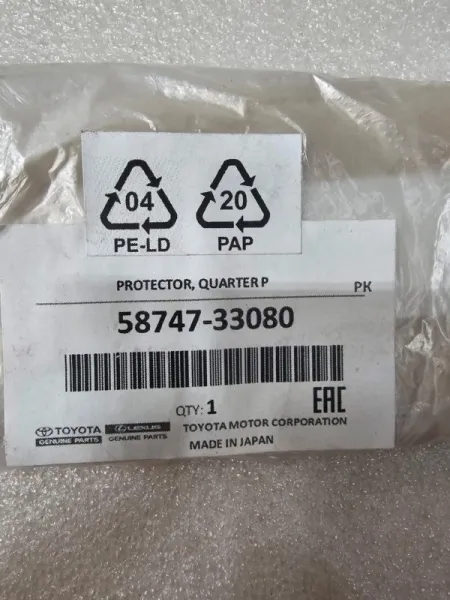 04
20
PE-LD
PAP
PROTECTOR, QUARTER P
PK
58747-33080
QTY: 1
EAC
TOYOTA
GENUINE PARTS
LEXUS
GENUINE PARTS
TOYOTA MOTOR CORPORATION
MADE IN JAPAN